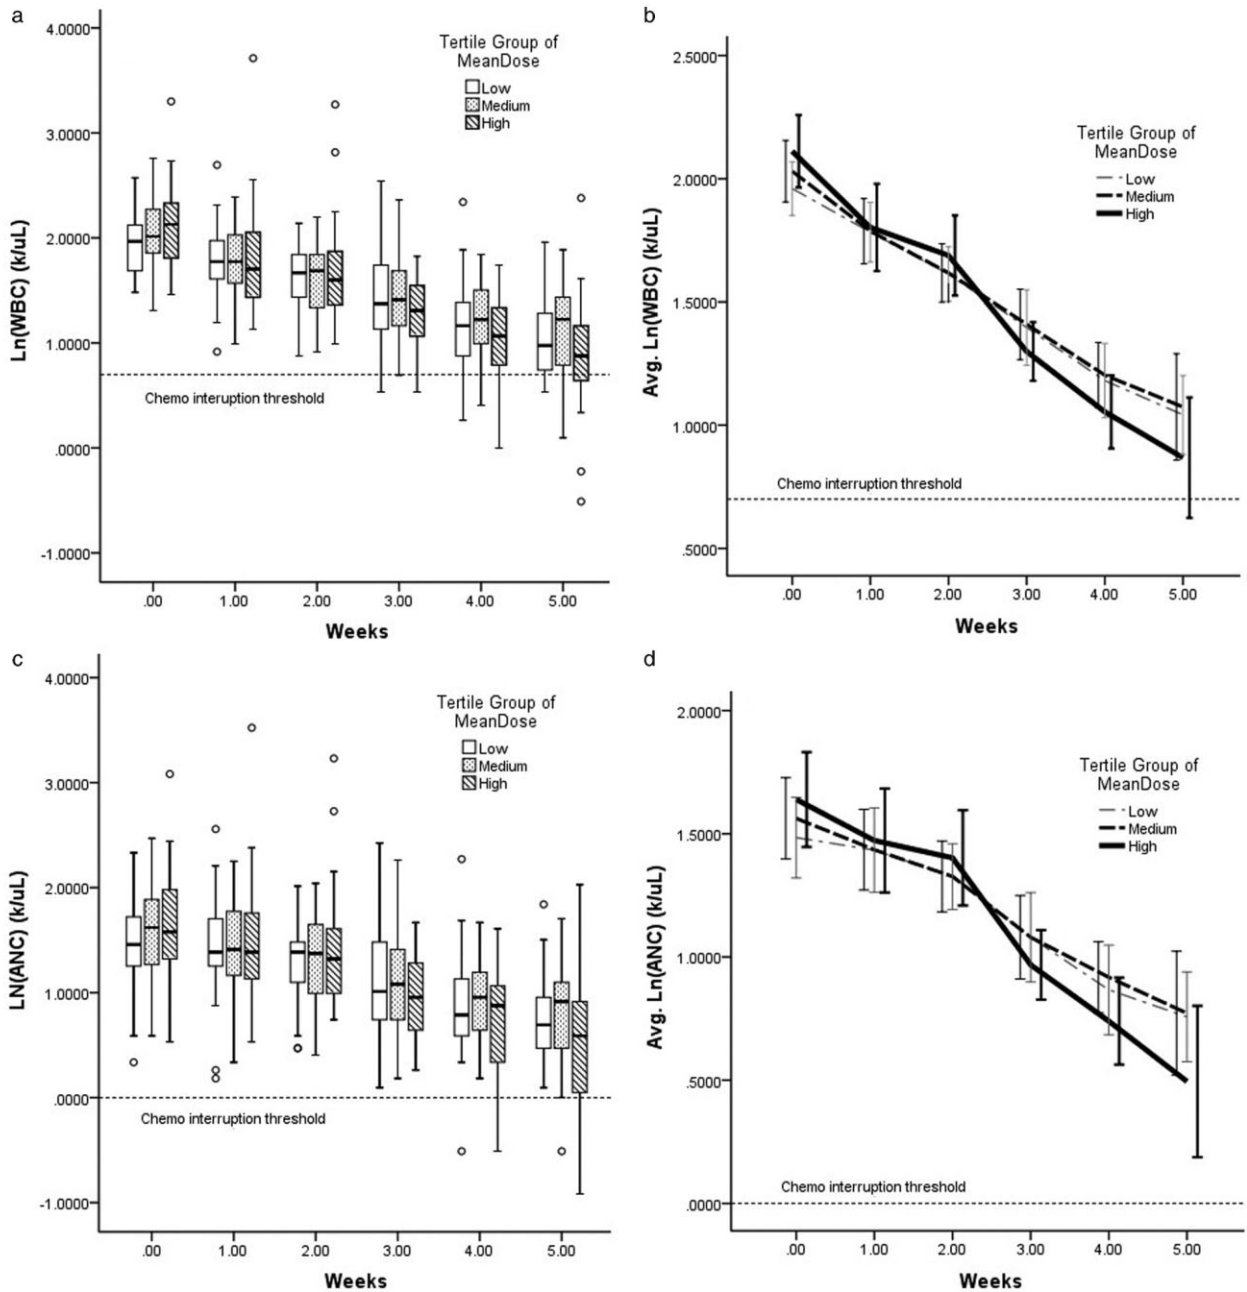 a
4.0000
3.0000
2.0000
1.0000
.0000
-1.0000
Ln(WBC) (k/uL)
Tertile Group of
MeanDose
Low
Medium
High
Chemo interuption threshold
.00 1.00 2.00 3.00 4.00 5.00
Weeks
b
2.5000
2.0000
1.5000
1.0000
.5000
Avg. Ln(WBC) (k/uL)
Tertile Group of
MeanDose
Low
Medium
High
Chemo interruption threshold
.00 1.00 2.00 3.00 4.00 5.00
Weeks
c
4.0000
3.0000
2.0000
1.0000
.0000
-1.0000
LN(ANC) (k/uL)
Tertile Group of
MeanDose
Low
Medium
High
Chemo interruption threshold
.00 1.00 2.00 3.00 4.00 5.00
Weeks
d
2.0000
1.5000
1.0000
.5000
.0000
Avg. Ln(ANC) (k/uL)
Tertile Group of
MeanDose
Low
Medium
High
Chemo interruption threshold
.00 1.00 2.00 3.00 4.00 5.00
Weeks